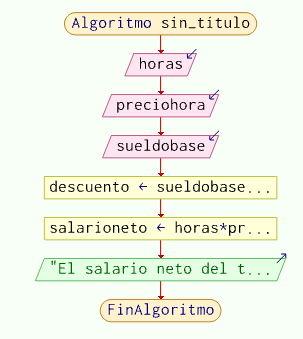 Algoritmo sin_titulo
horas
preciohora
sueldobase
descuento ← sueldobase...
salarioneto ← horas*pr...
"El salario neto del t...
FinAlgoritmo